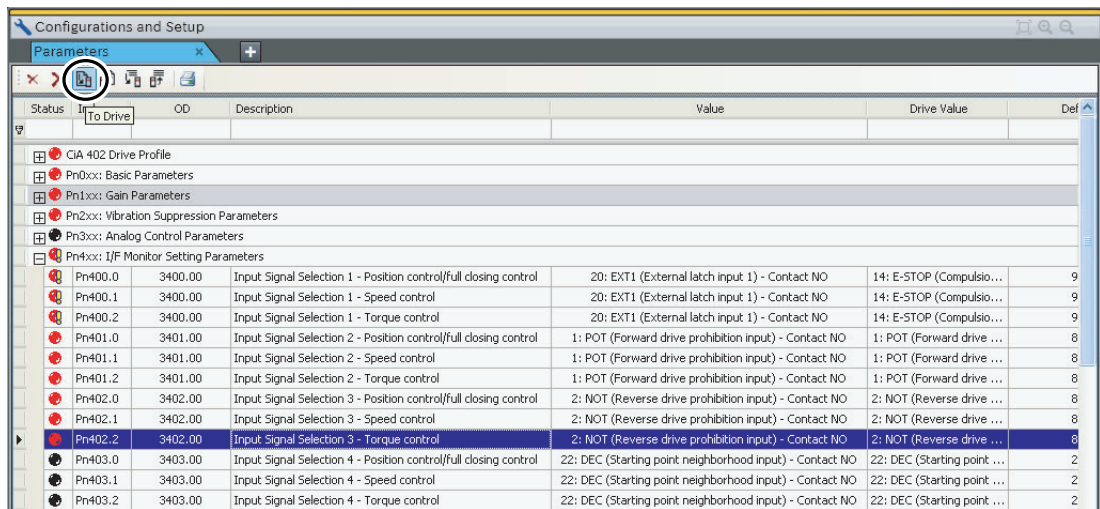 Configurations and Setup
Parameters × +
To Drive
Status OD Description Value Drive Value Def
CiA 402 Drive Profile
Pn0xx: Basic Parameters
Pn1xx: Gain Parameters
Pn2xx: Vibration Suppression Parameters
Pn3xx: Analog Control Parameters
Pn4xx: I/F Monitor Setting Parameters
Pn400.0 3400.00 Input Signal Selection 1 - Position control/full closing control 20: EXT1 (External latch input 1) - Contact NO 14: E-STOP (Compulsio... 9
Pn400.1 3400.00 Input Signal Selection 1 - Speed control 20: EXT1 (External latch input 1) - Contact NO 14: E-STOP (Compulsio... 9
Pn400.2 3400.00 Input Signal Selection 1 - Torque control 20: EXT1 (External latch input 1) - Contact NO 14: E-STOP (Compulsio... 9
Pn401.0 3401.00 Input Signal Selection 2 - Position control/full closing control 1: POT (Forward drive prohibition input) - Contact NO 1: POT (Forward drive ... 8
Pn401.1 3401.00 Input Signal Selection 2 - Speed control 1: POT (Forward drive prohibition input) - Contact NO 1: POT (Forward drive ... 8
Pn401.2 3401.00 Input Signal Selection 2 - Torque control 1: POT (Forward drive prohibition input) - Contact NO 1: POT (Forward drive ... 8
Pn402.0 3402.00 Input Signal Selection 3 - Position control/full closing control 2: NOT (Reverse drive prohibition input) - Contact NO 2: NOT (Reverse drive ... 8
Pn402.1 3402.00 Input Signal Selection 3 - Speed control 2: NOT (Reverse drive prohibition input) - Contact NO 2: NOT (Reverse drive ... 8
Pn402.2 3402.00 Input Signal Selection 3 - Torque control 2: NOT (Reverse drive prohibition input) - Contact NO 2: NOT (Reverse drive ... 8
Pn403.0 3403.00 Input Signal Selection 4 - Position control/full closing control 22: DEC (Starting point neighborhood input) - Contact NO 22: DEC (Starting point ... 2
Pn403.1 3403.00 Input Signal Selection 4 - Speed control 22: DEC (Starting point neighborhood input) - Contact NO 22: DEC (Starting point ... 2
Pn403.2 3403.00 Input Signal Selection 4 - Torque control 22: DEC (Starting point neighborhood input) - Contact NO 22: DEC (Starting point ... 2